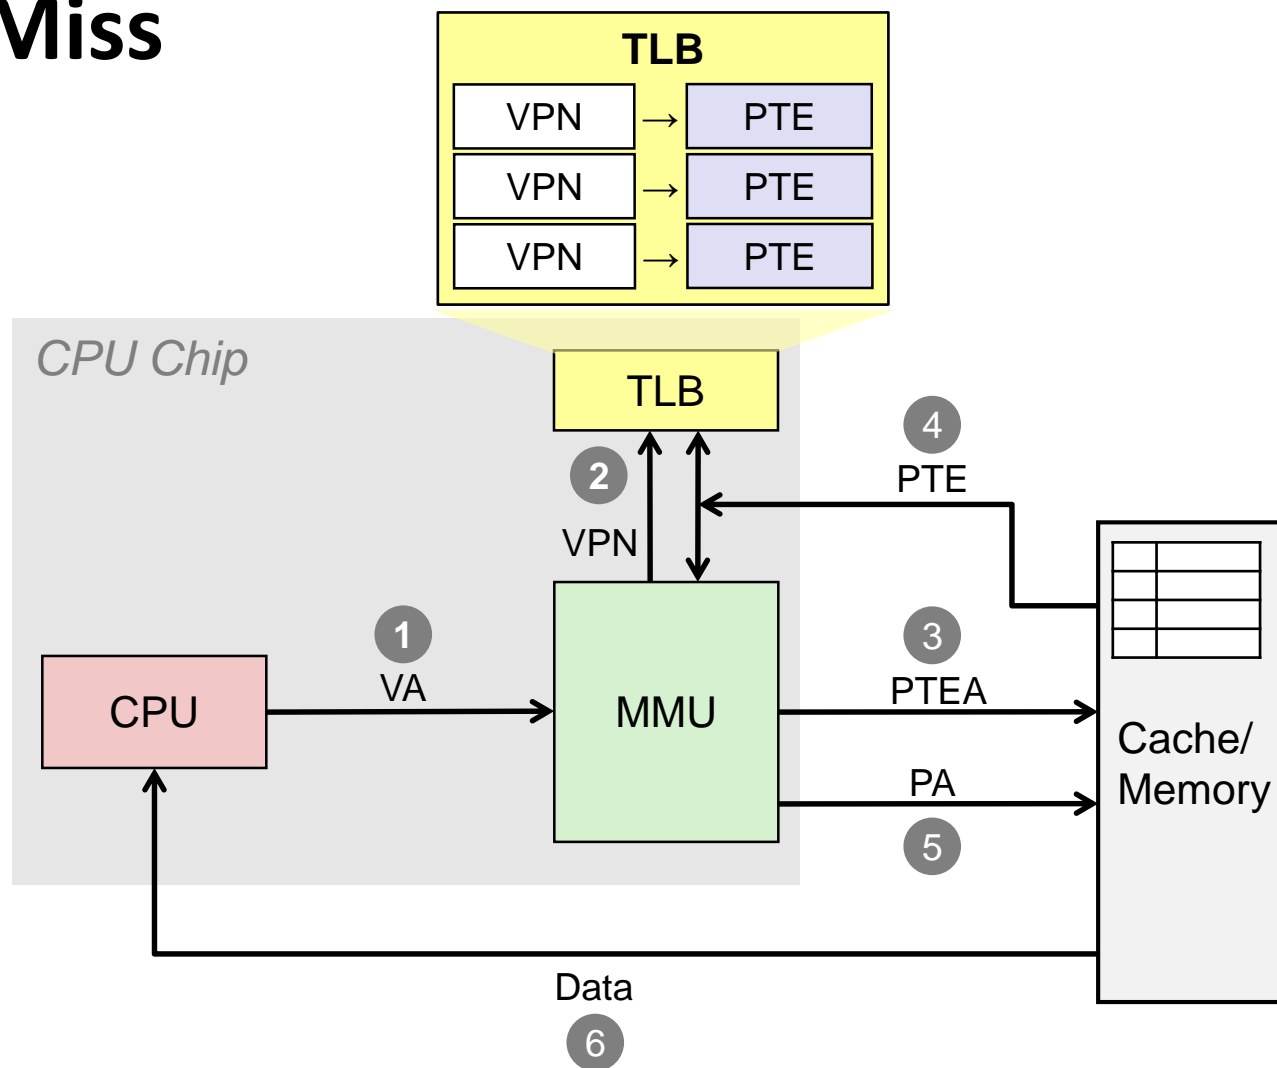 Miss
TLB
VPN → PTE
VPN → PTE
VPN → PTE
CPU Chip
TLB
4
PTE
2
VPN
1
VA
3
PTEA
CPU
MMU
Cache/
Memory
PA
5
Data
6